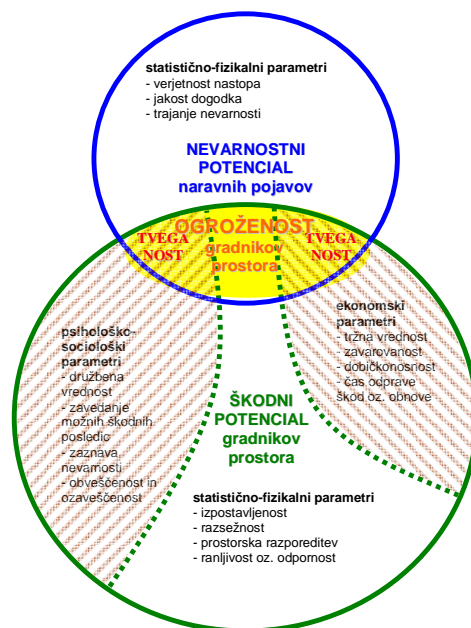 statistično-fizikalni parametri
- verjetnost nastopa
- jakost dogodka
- trajanje nevarnosti
NEVARNOSTNI
POTENCIAL
naravnih pojavov
OGROŽENOST
gradnikov
prostora
TVEGA
NOST
TVEGA
NOST
psihološko-
sociološki
parametri
- družbena
vrednost
- zavedanje
možnih škodnih
posledic
- zaznava
nevarnosti
- obveščenost in
ozaveščenost
ekonomski
parametri
- tržna vrednost
- zavarovanost
- dobičkonosnost
- čas odprave
škod oz. obnove
ŠKODNI
POTENCIAL
gradnikov
prostora
statistično-fizikalni parametri
- izpostavljenost
- razsežnost
- prostorska razporeditev
- ranljivost oz. odpornost